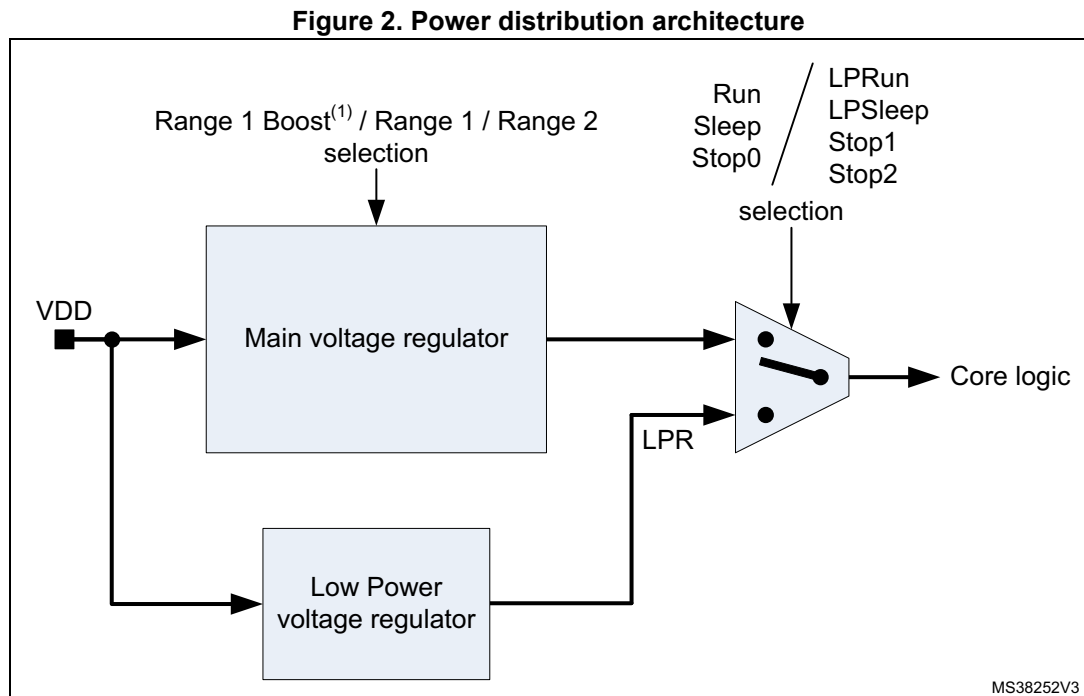 Figure 2. Power distribution architecture
Range 1 Boost(1) / Range 1 / Range 2
selection
Run
Sleep
Stop0
/
LPRun
LPSleep
Stop1
Stop2
selection
VDD
Main voltage regulator
Core logic
LPR
Low Power
voltage regulator
MS38252V3